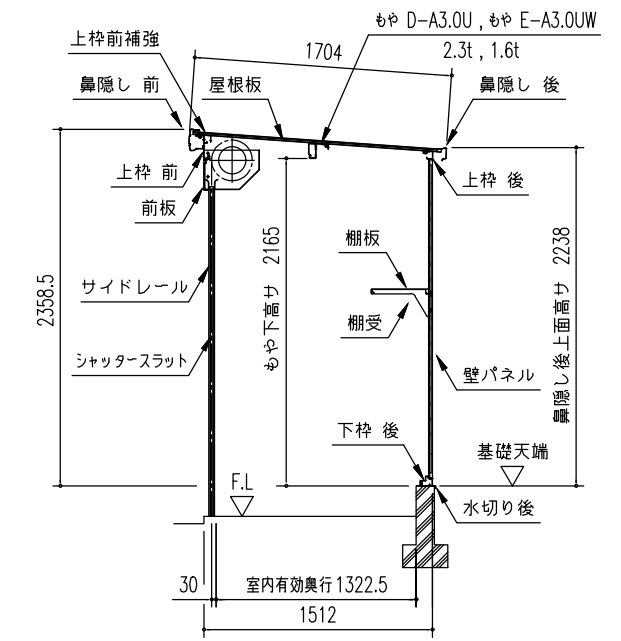 もや D-A3.0U , もや E-A3.0UW
2.3t , 1.6t
上枠前補強
1704
鼻隠し 前
屋根板
鼻隠し 後
上枠 前
上枠 後
前板
棚板
サイドレール
2358.5
もや下高サ 2165
鼻隠し後上面高サ 2238
棚受
シャッタースラット
壁パネル
下枠 後
基礎天端
F.L
水切り後
30
室内有効奥行1322.5
1512